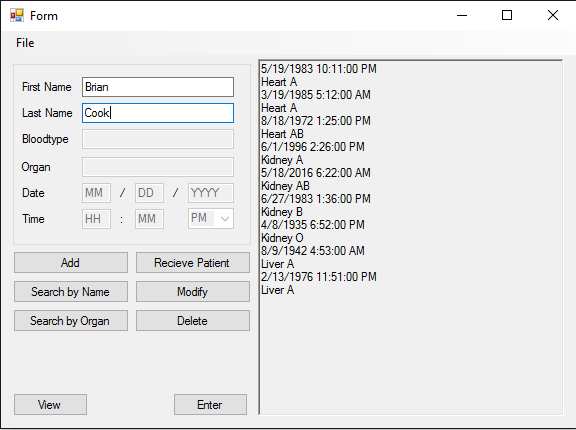 Form
File
First Name Brian
Last Name Cook
Bloodtype
Organ
Date MM / DD / YYYY
Time HH : MM PM
Add Recieve Patient
Search by Name Modify
Search by Organ Delete
View Enter
5/19/1983 10:11:00 PM
Heart A
3/19/1985 5:12:00 AM
Heart A
8/18/1972 1:25:00 PM
Heart AB
6/1/1996 2:26:00 PM
Kidney A
5/18/2016 6:22:00 AM
Kidney AB
6/27/1983 1:36:00 PM
Kidney B
4/8/1935 6:52:00 PM
Kidney O
8/9/1942 4:53:00 AM
Liver A
2/13/1976 11:51:00 PM
Liver A